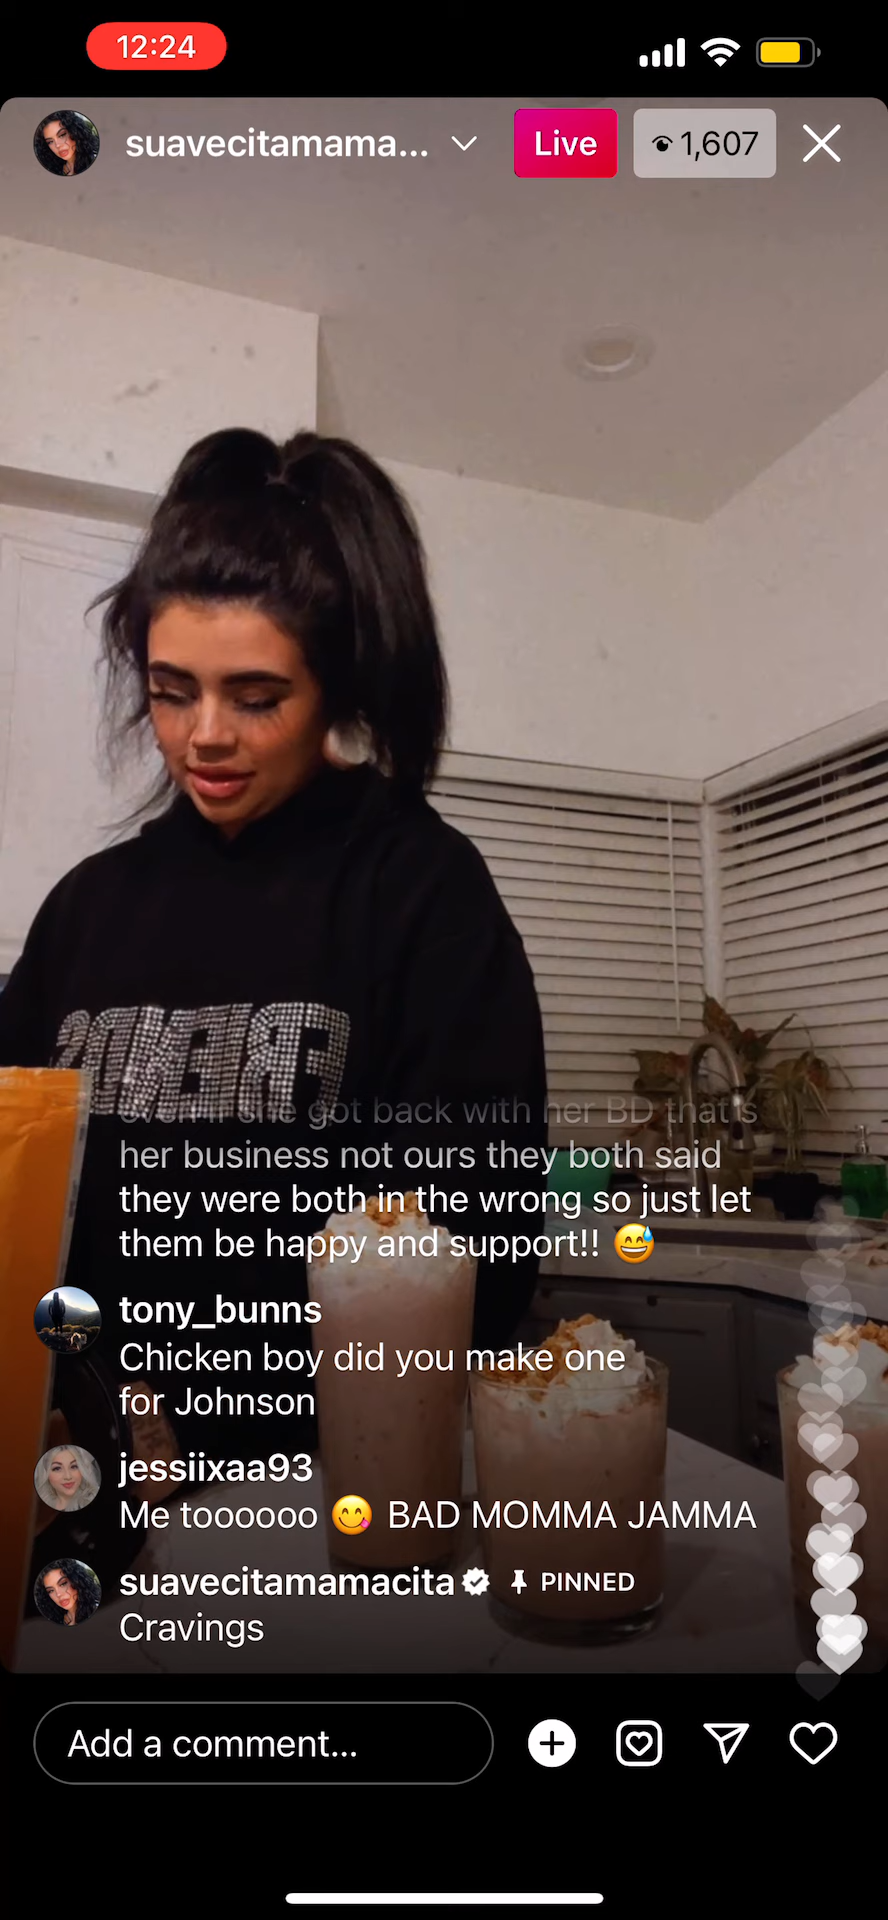 12:24
suavecitamama...
Live
1,607
FRIENDS
even if she got back with her BD that's
her business not ours they both said
they were both in the wrong so just let
them be happy and support!! 😅
tony_bunns
Chicken boy did you make one
for Johnson
jessiixaa93
Me toooooo 😋 BAD MOMMA JAMMA
suavecitamamacita PINNED
Cravings
Add a comment...